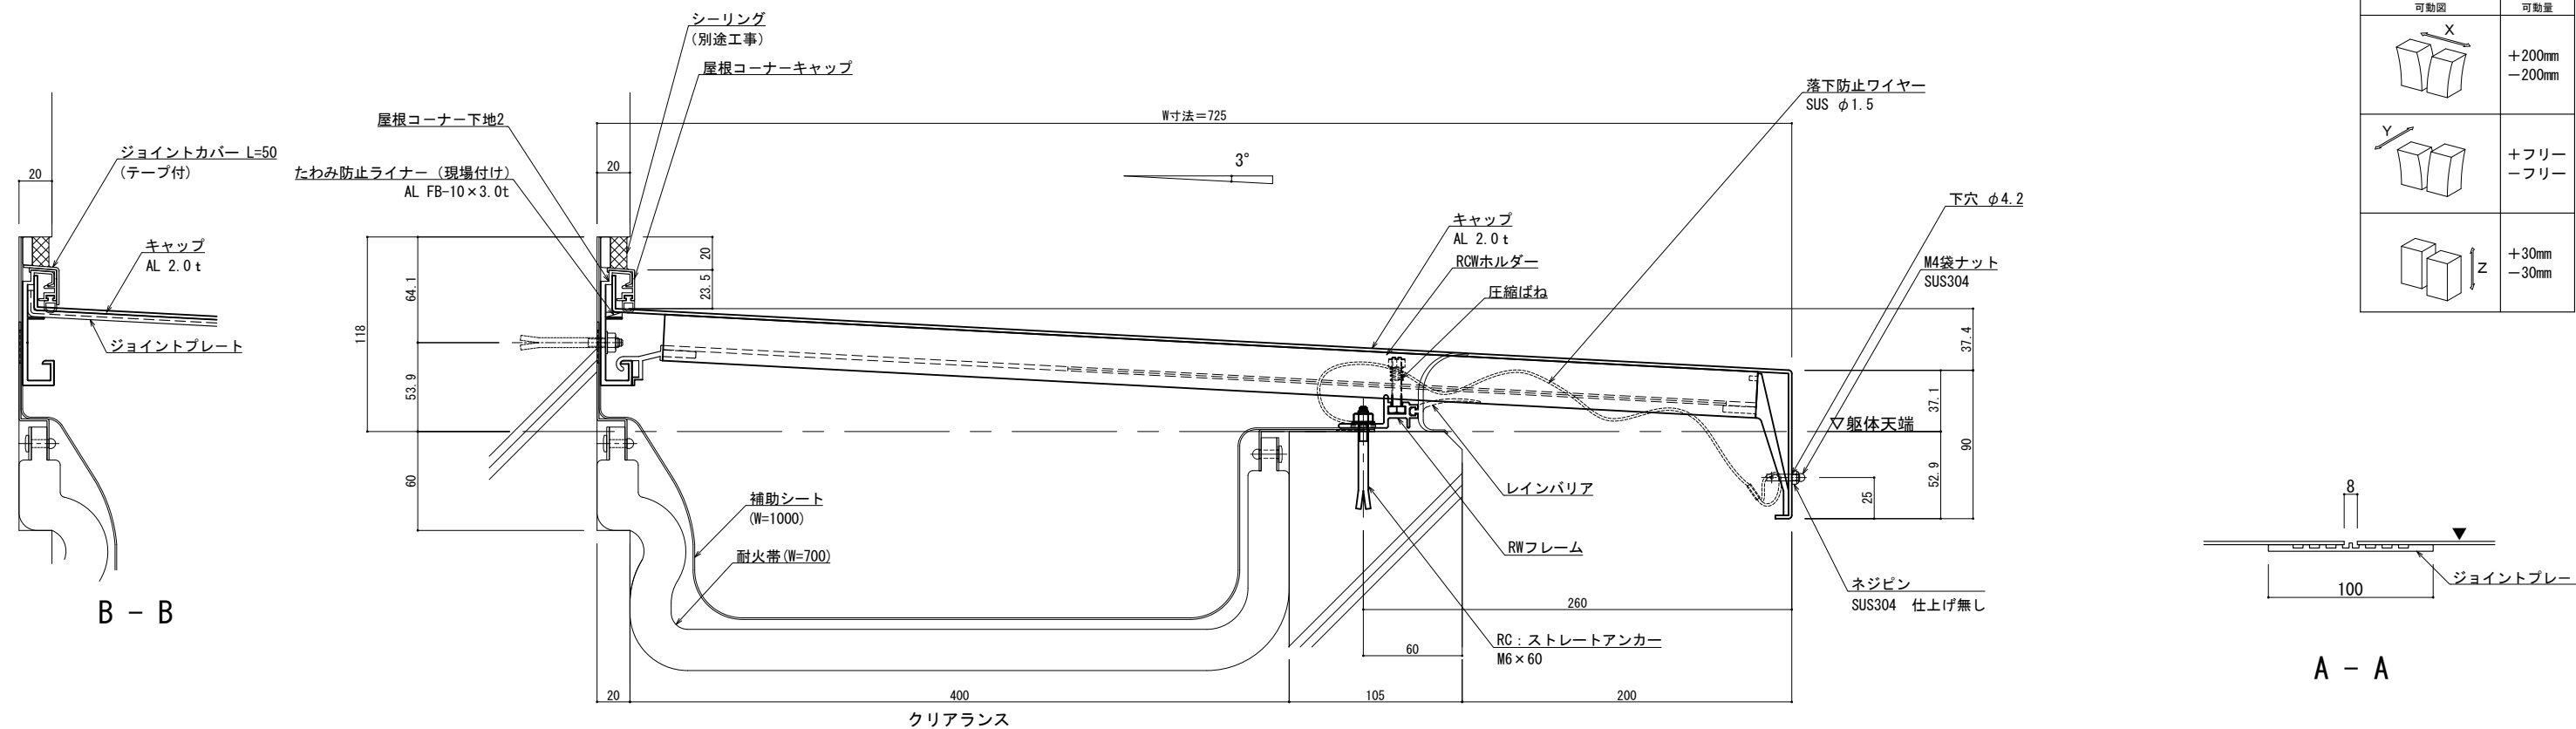 シーリング
(別途工事)
屋根コーナーキャップ
屋根コーナー下地2
たわみ防止ライナー（現場付け）
AL FB-10×3.0t
ジョイントカバー L=50
(テープ付)
20
キャップ
AL 2.0t
ジョイントプレート
B － B
20
W寸法＝725
3°
落下防止ワイヤー
SUS φ1.5
キャップ
AL 2.0t
RCWホルダー
圧縮ばね
下穴 φ4.2
M4袋ナット
SUS304
20
23.5
64.1
118
53.9
60
37.4
37.1
90
52.9
25
▽躯体天端
補助シート
(W=1000)
耐火帯(W=700)
レインバリア
RWフレーム
ネジピン
SUS304 仕上げ無し
260
RC：ストレートアンカー
M6×60
60
20
400
105
200
クリアランス
可動図
可動量
X
＋200mm
－200mm
Y
＋フリー
－フリー
Z
＋30mm
－30mm
8
▼
ジョイントプレー
100
A － A